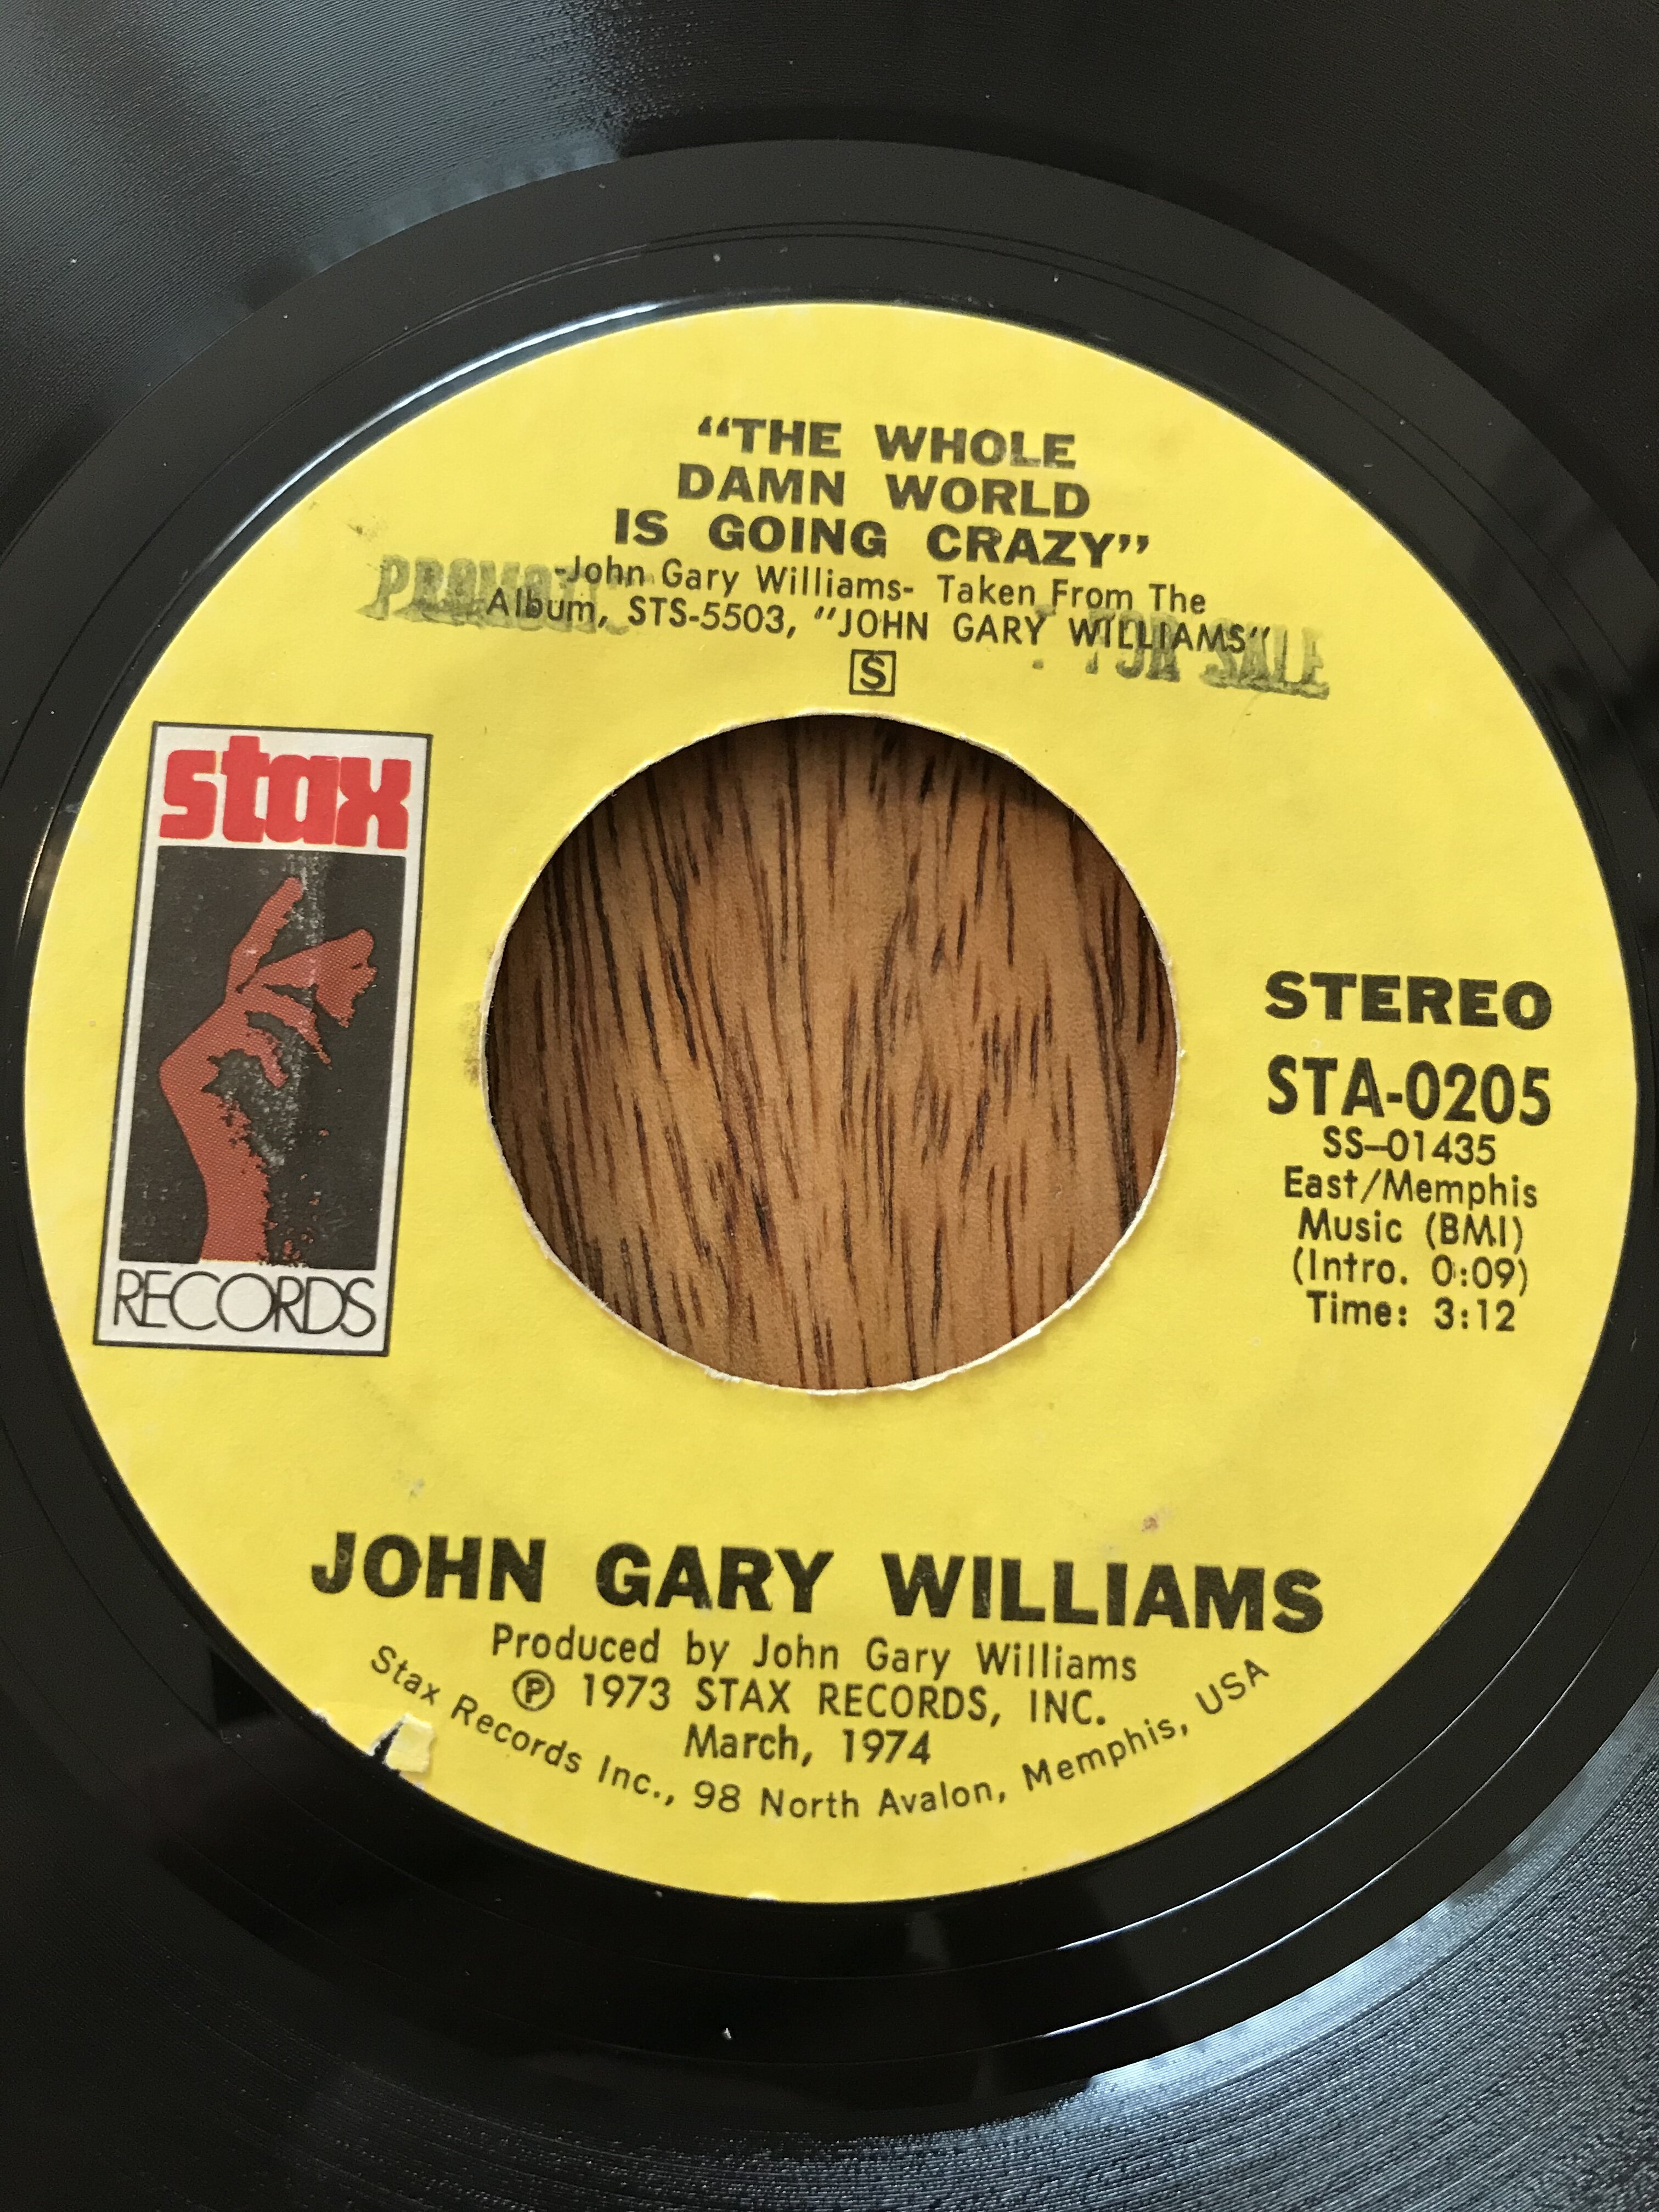 “THE WHOLE
DAMN WORLD
IS GOING CRAZY”
-John Gary Williams- Taken From The
Album, STS-5503, “JOHN GARY WILLIAMS”
FOR SALE
S
stax
RECORDS
STEREO
STA-0205
SS-01435
East/Memphis
Music (BMI)
(Intro. 0:09)
Time: 3:12
JOHN GARY WILLIAMS
Produced by John Gary Williams
℗ 1973 STAX RECORDS, INC.
March, 1974
Stax Records Inc., 98 North Avalon, Memphis, USA